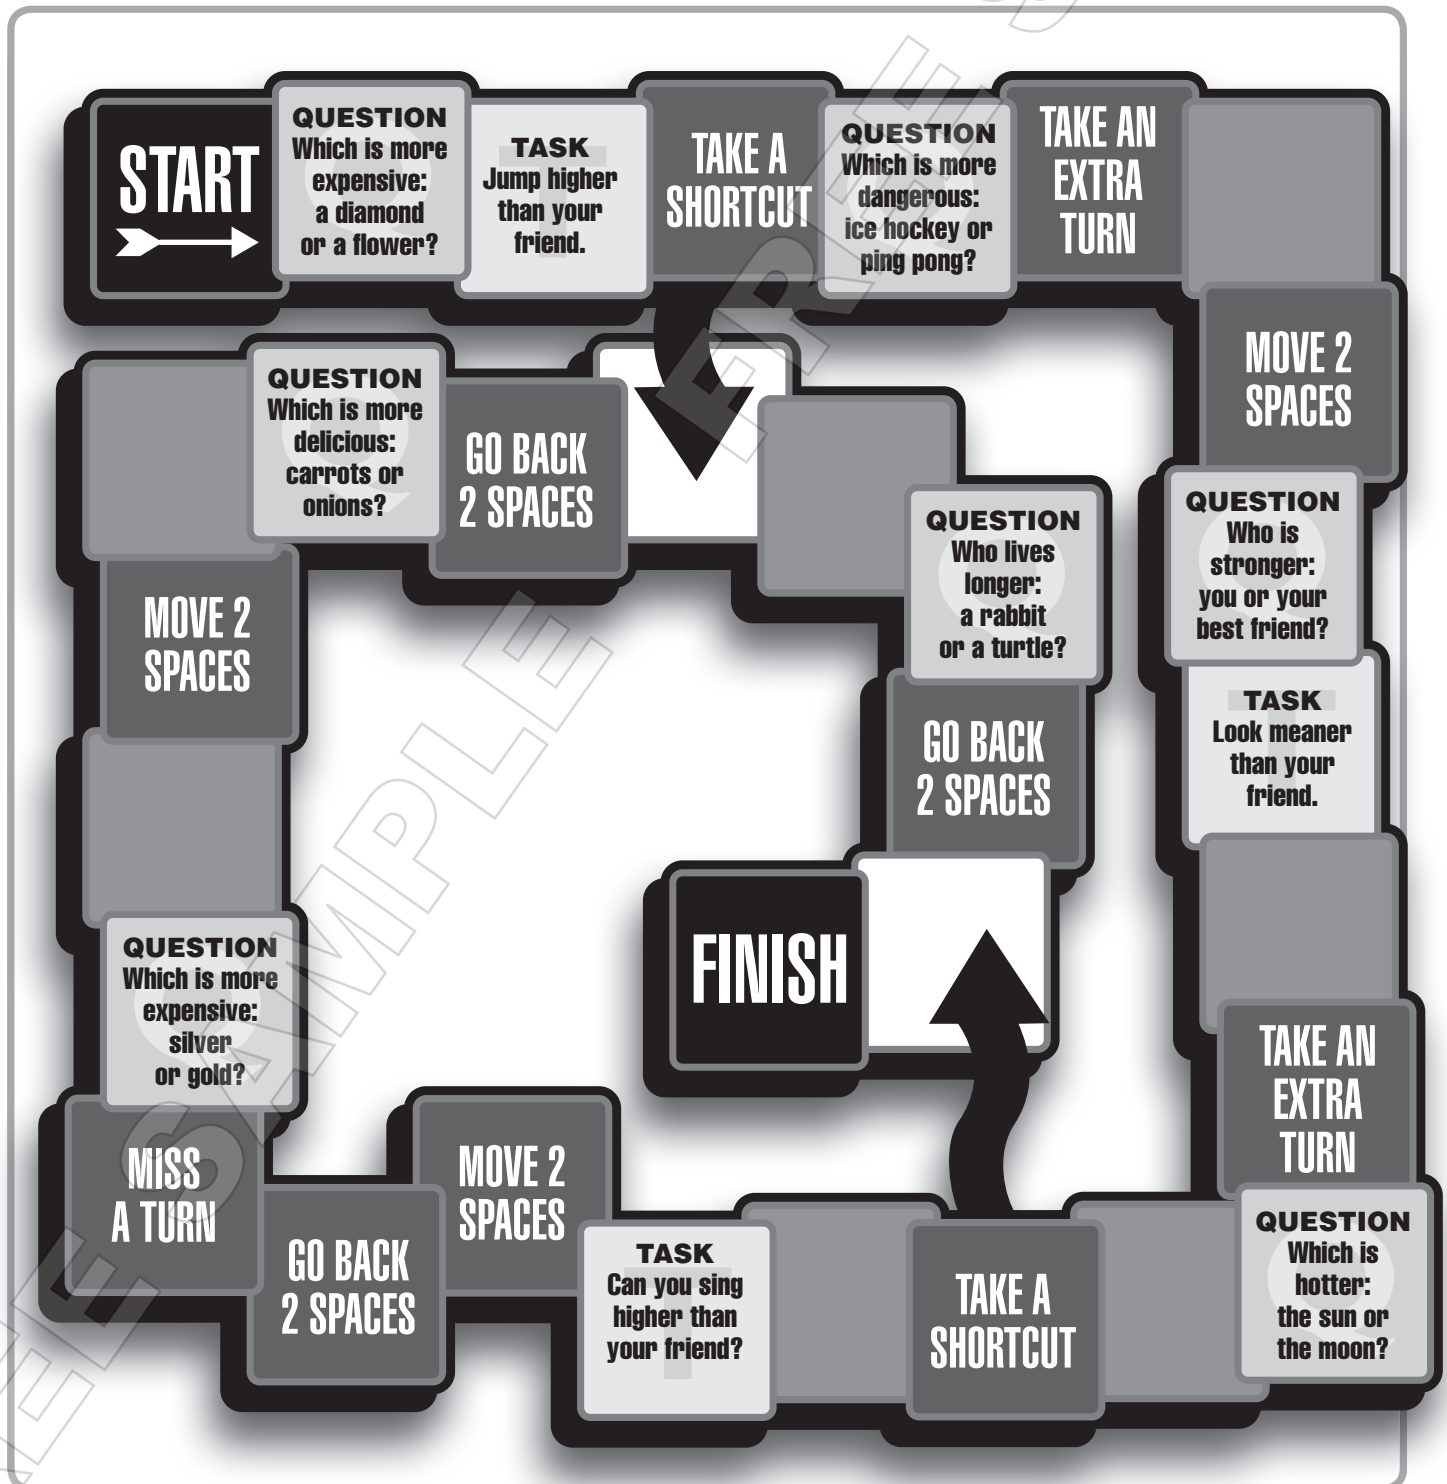 START
QUESTION
Which is more
expensive:
a diamond
or a flower?
TASK
Jump higher
than your
friend.
TAKE A
SHORTCUT
QUESTION
Which is more
dangerous:
ice hockey or
ping pong?
TAKE AN
EXTRA
TURN
MOVE 2
SPACES
QUESTION
Who is
stronger:
you or your
best friend?
TASK
Look meaner
than your
friend.
TAKE AN
EXTRA
TURN
QUESTION
Which is
hotter:
the sun or
the moon?
TAKE A
SHORTCUT
TASK
Can you sing
higher than
your friend?
MOVE 2
SPACES
GO BACK
2 SPACES
MISS
A TURN
QUESTION
Which is more
expensive:
silver
or gold?
MOVE 2
SPACES
QUESTION
Which is more
delicious:
carrots or
onions?
GO BACK
2 SPACES
QUESTION
Who lives
longer:
a rabbit
or a turtle?
GO BACK
2 SPACES
FINISH
FREE SAMPLE
FREE S